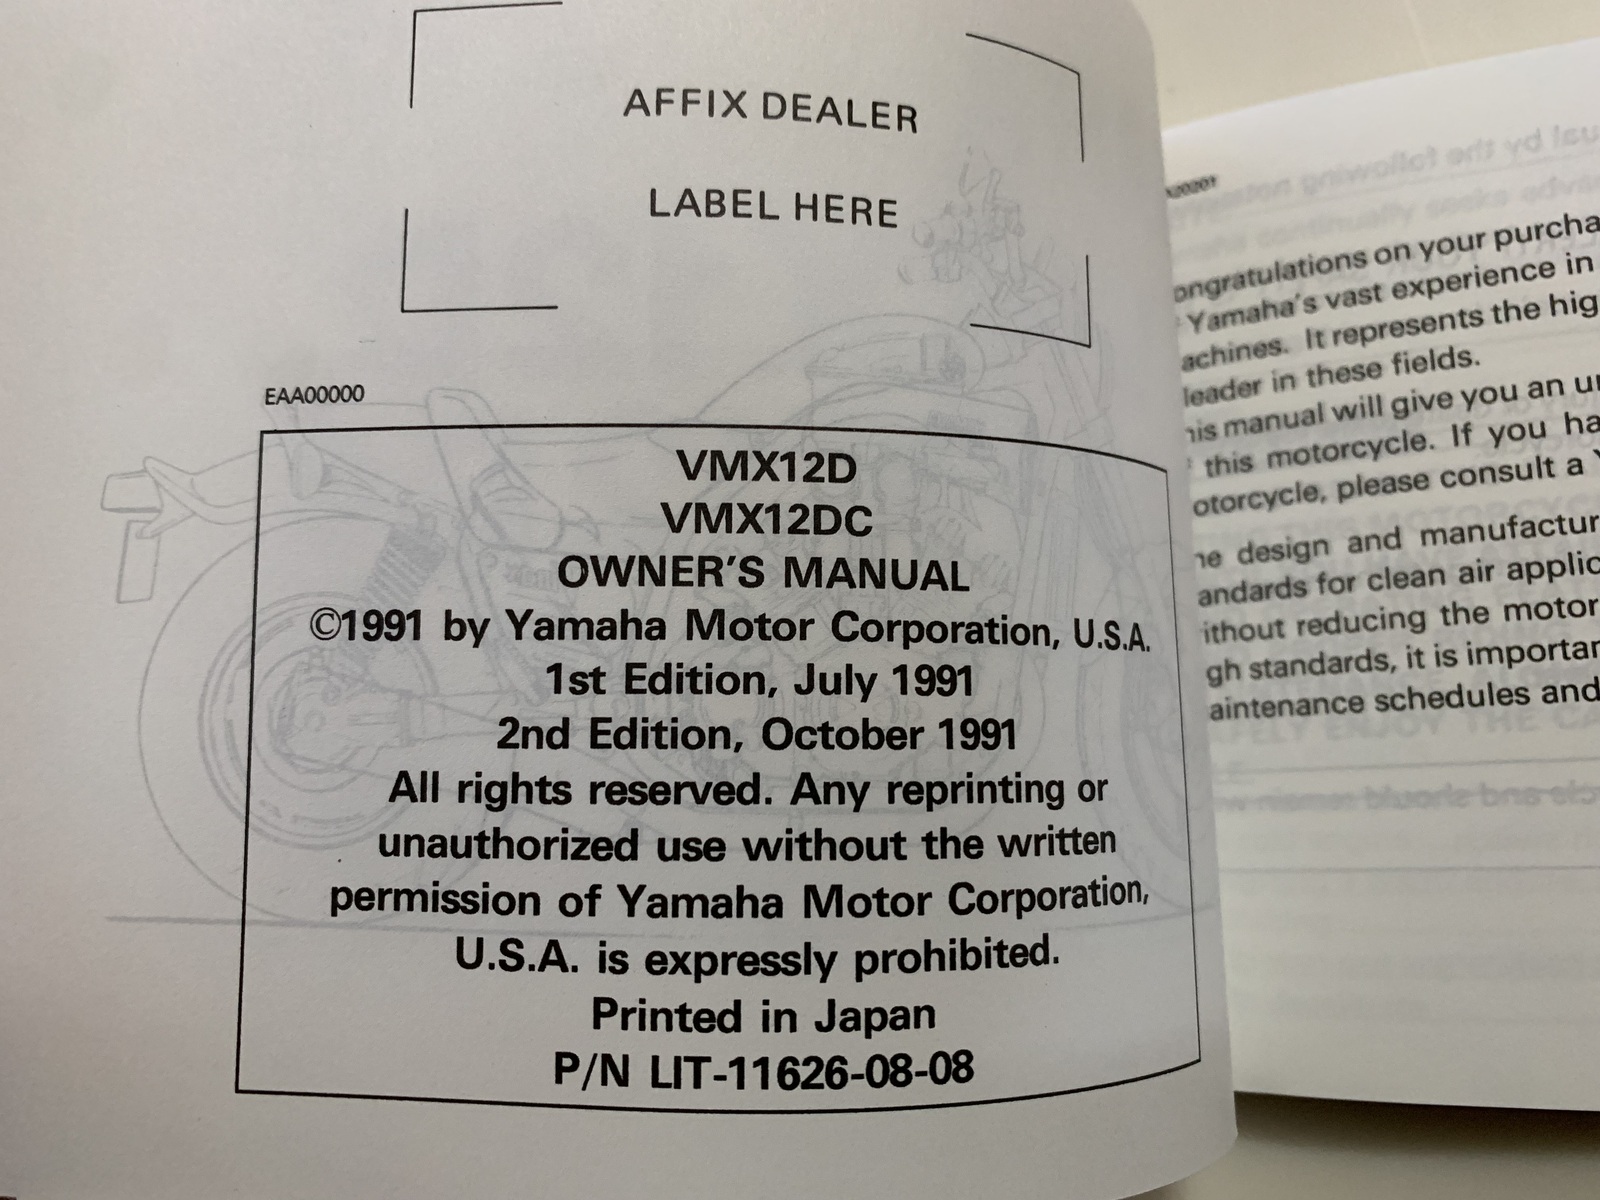 AFFIX DEALER
LABEL HERE
EAA00000
VMX12D
VMX12DC
OWNER'S MANUAL
©1991 by Yamaha Motor Corporation, U.S.A.
1st Edition, July 1991
2nd Edition, October 1991
All rights reserved. Any reprinting or
unauthorized use without the written
permission of Yamaha Motor Corporation,
U.S.A. is expressly prohibited.
Printed in Japan
P/N LIT-11626-08-08
ongratulations on your purcha
Yamaha's vast experience in
achines. It represents the hig
leader in these fields.
his manual will give you an un
this motorcycle. If you ha
otorcycle, please consult a Y
he design and manufactur
andards for clean air applic
ithout reducing the motor
gh standards, it is importan
aintenance schedules and